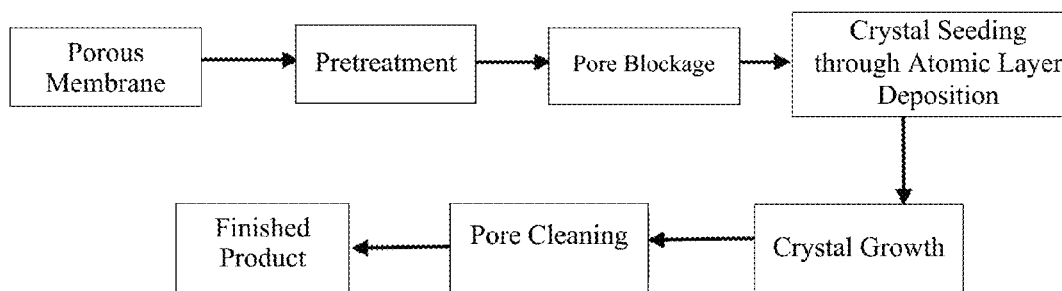 Porous
Membrane
Pretreatment
Pore Blockage
Crystal Seeding
through Atomic Layer
Deposition
Crystal Growth
Pore Cleaning
Finished
Product